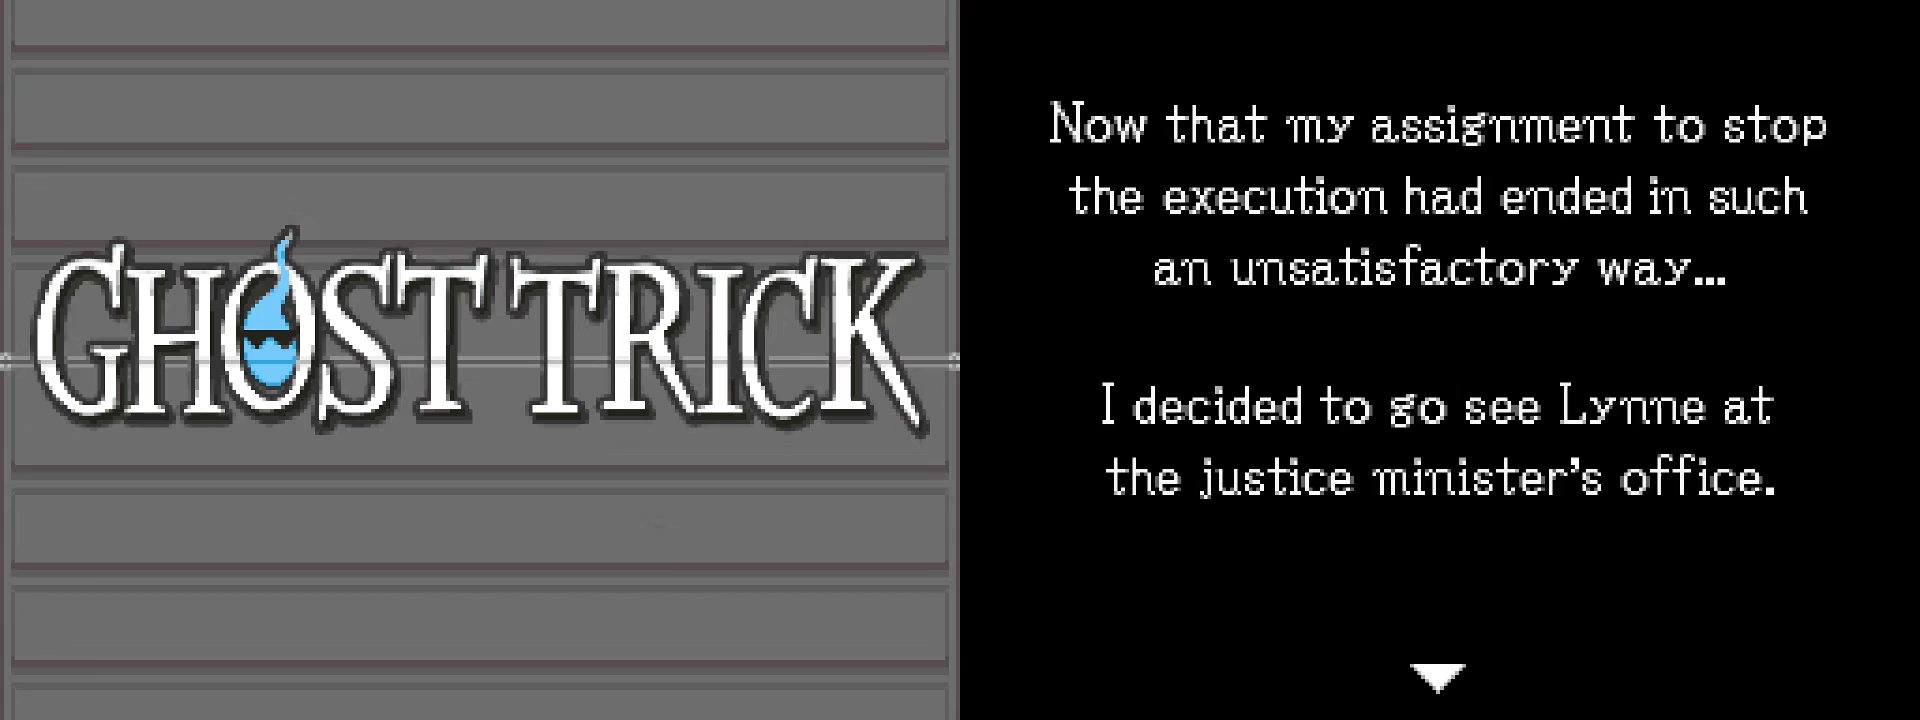 GHOST TRICK
Now that my assignment to stop
the execution had ended in such
an unsatisfactory way...
I decided to go see Lynne at
the justice minister's office.